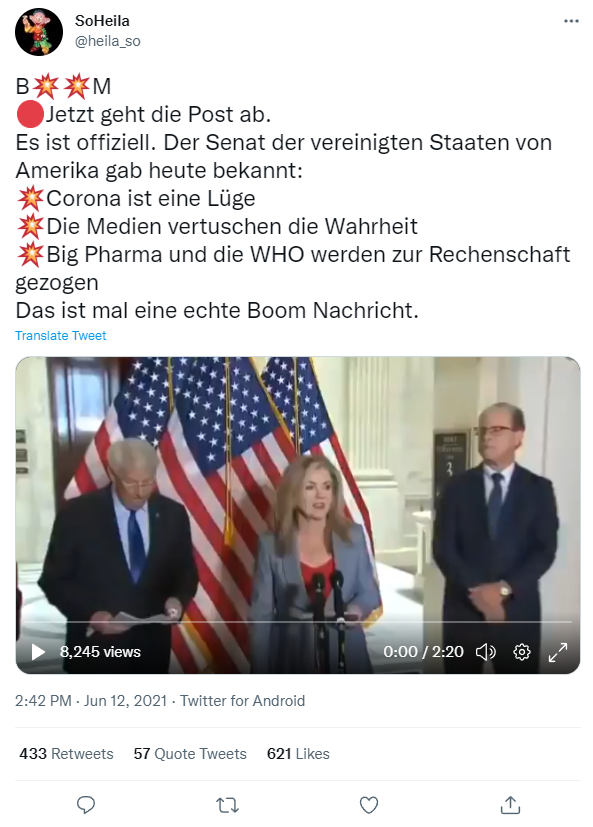 SoHeila
@heila_so
B💥💥M
🔴Jetzt geht die Post ab.
Es ist offiziell. Der Senat der vereinigten Staaten von
Amerika gab heute bekannt:
💥Corona ist eine Lüge
💥Die Medien vertuschen die Wahrheit
💥Big Pharma und die WHO werden zur Rechenschaft
gezogen
Das ist mal eine echte Boom Nachricht.
Translate Tweet
8,245 views
0:00 / 2:20
2:42 PM · Jun 12, 2021 · Twitter for Android
433 Retweets 57 Quote Tweets 621 Likes